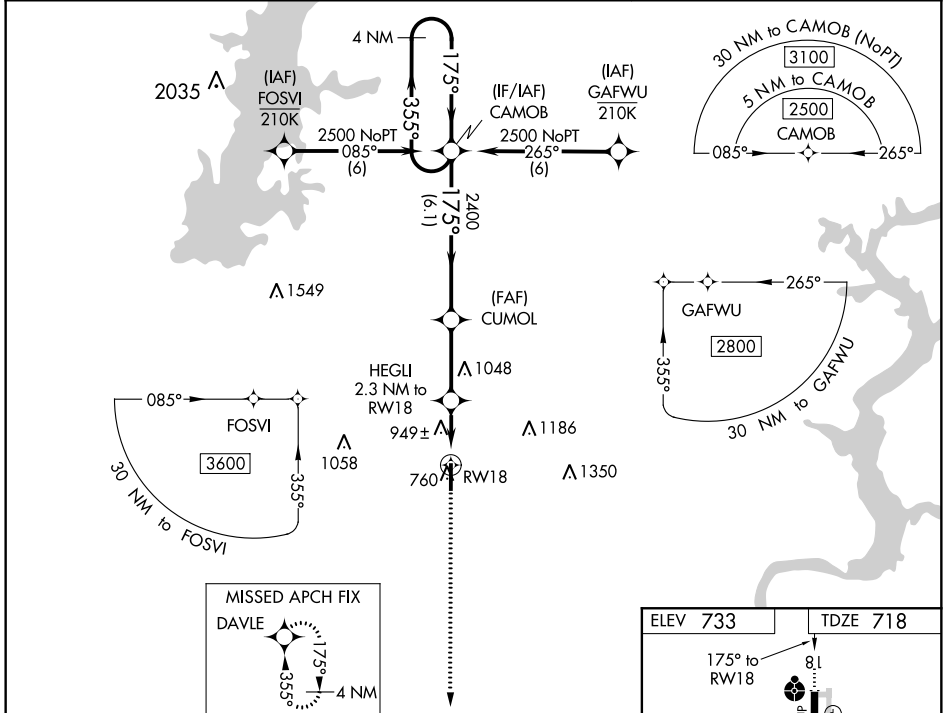 4 NM
175°
355°
2035
(IAF)
FOSVI
210K
(IF/IAF)
CAMOB
(IAF)
GAFWU
210K
2500 NoPT
085°
(6)
2500 NoPT
265°
(6)
30 NM to CAMOB (NoPT)
3100
5 NM to CAMOB
2500
CAMOB
085°
265°
2400
175°
(6.1)
1549
(FAF)
CUMOL
265°
GAFWU
2800
355°
30 NM to GAFWU
HEGLI
2.3 NM to
RW18
1048
949±
1186
760
RW18
1350
085°
FOSVI
3600
355°
30 NM to FOSVI
1058
MISSED APCH FIX
DAVLE
175°
355°
4 NM
ELEV 733
TDZE 718
175° to
RW18
18
P